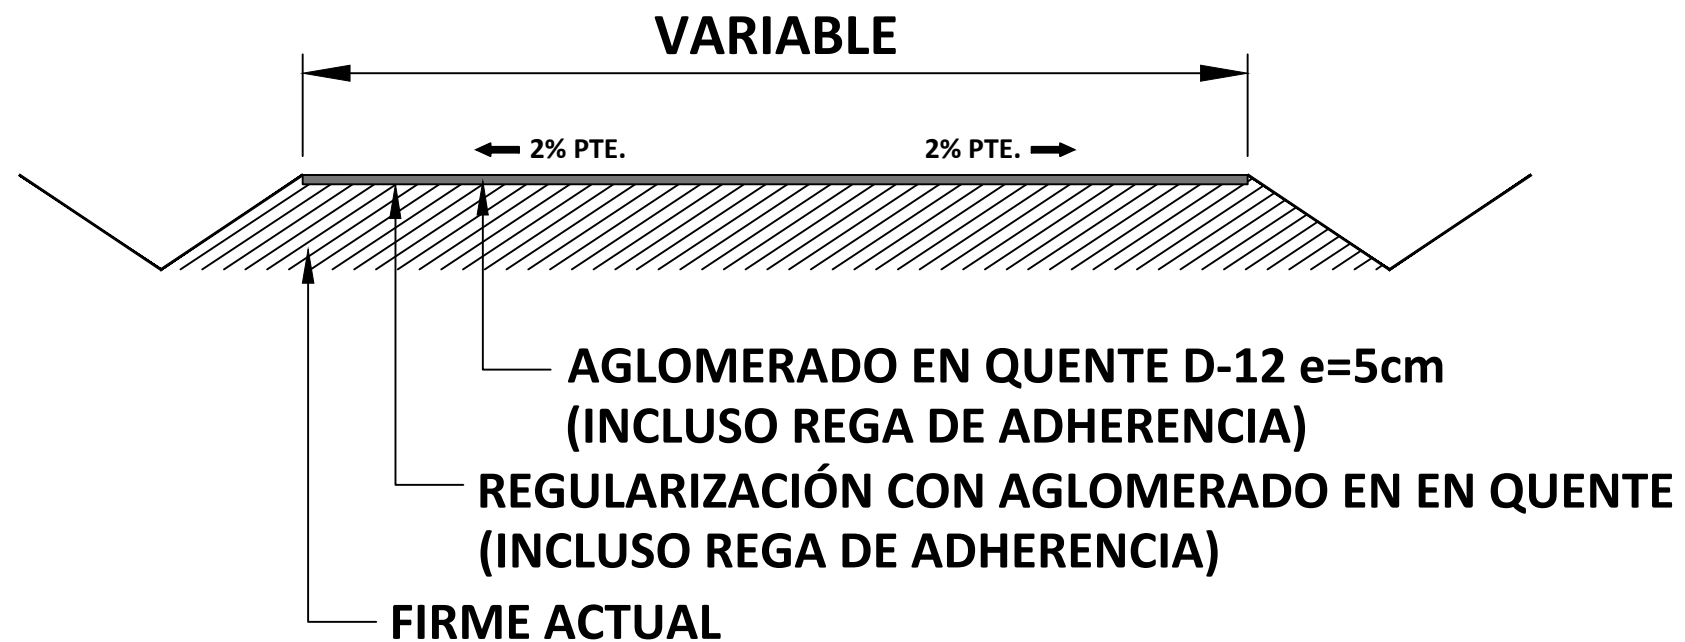 VARIABLE
2% PTE.
2% PTE.
AGLOMERADO EN QUENTE D-12 e=5cm
(INCLUSO REGA DE ADHERENCIA)
REGULARIZACIÓN CON AGLOMERADO EN EN QUENTE
(INCLUSO REGA DE ADHERENCIA)
FIRME ACTUAL